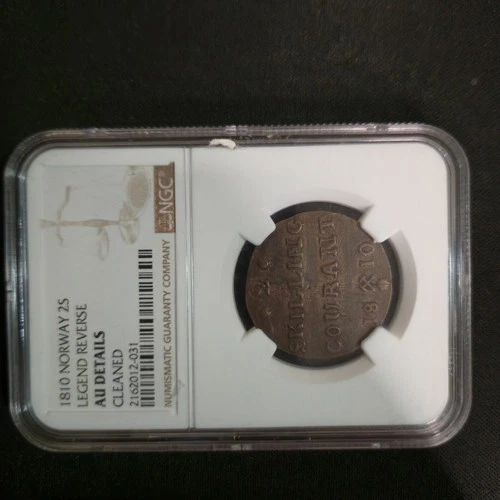 1810 NORWAY 2S
LEGEND REVERSE
AU DETAILS
CLEANED
2162012-031
NGC®
NUMISMATIC GUARANTY COMPANY
2
SKILLING
COURANT
18 10